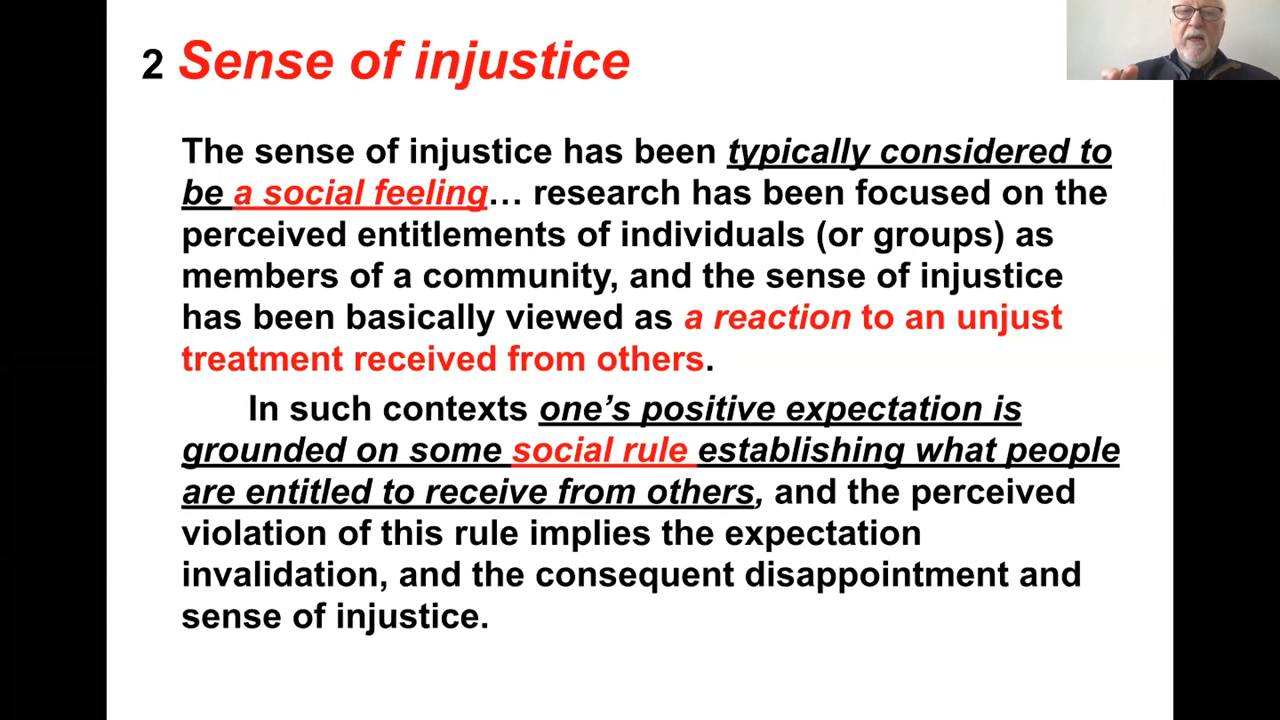 2 Sense of injustice
The sense of injustice has been typically considered to
be a social feeling… research has been focused on the
perceived entitlements of individuals (or groups) as
members of a community, and the sense of injustice
has been basically viewed as a reaction to an unjust
treatment received from others.
In such contexts one’s positive expectation is
grounded on some social rule establishing what people
are entitled to receive from others, and the perceived
violation of this rule implies the expectation
invalidation, and the consequent disappointment and
sense of injustice.